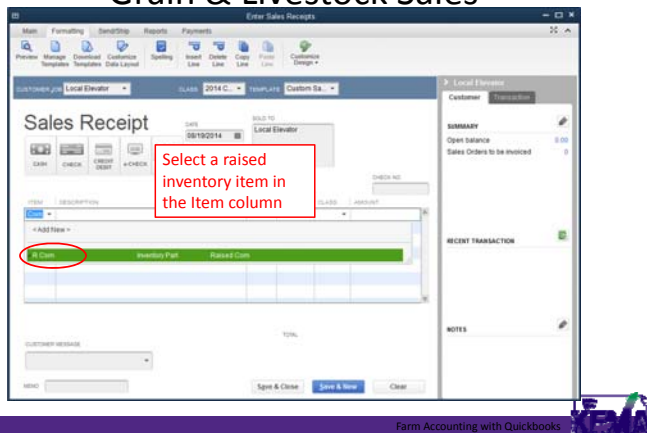 Grain & Livestock Sales
Enter Sales Receipts
Main Formatting Send/Ship Reports Payments
Preview Manage Templates Download Templates Customize Data Layout Spelling Insert Line Delete Line Copy Line Paste Line Customize Design
CUSTOMER:JOB Local Elevator CLASS 2014 C... TEMPLATE Custom Sa...
Local Elevator
Customer Transaction
Sales Receipt
DATE
08/19/2014
SOLD TO
Local Elevator
CASH CHECK CREDIT DEBIT e-CHECK
Select a raised
inventory item in
the Item column
CHECK NO
ITEM DESCRIPTION CLASS AMOUNT
Corn
< Add New >
R Corn Inventory Part Raised Corn
SUMMARY
Open balance 0.00
Sales Orders to be invoiced 0
RECENT TRANSACTION
NOTES
TOTAL
CUSTOMER MESSAGE
MEMO
Save & Close Save & New Clear
Farm Accounting with Quickbooks
KFMA